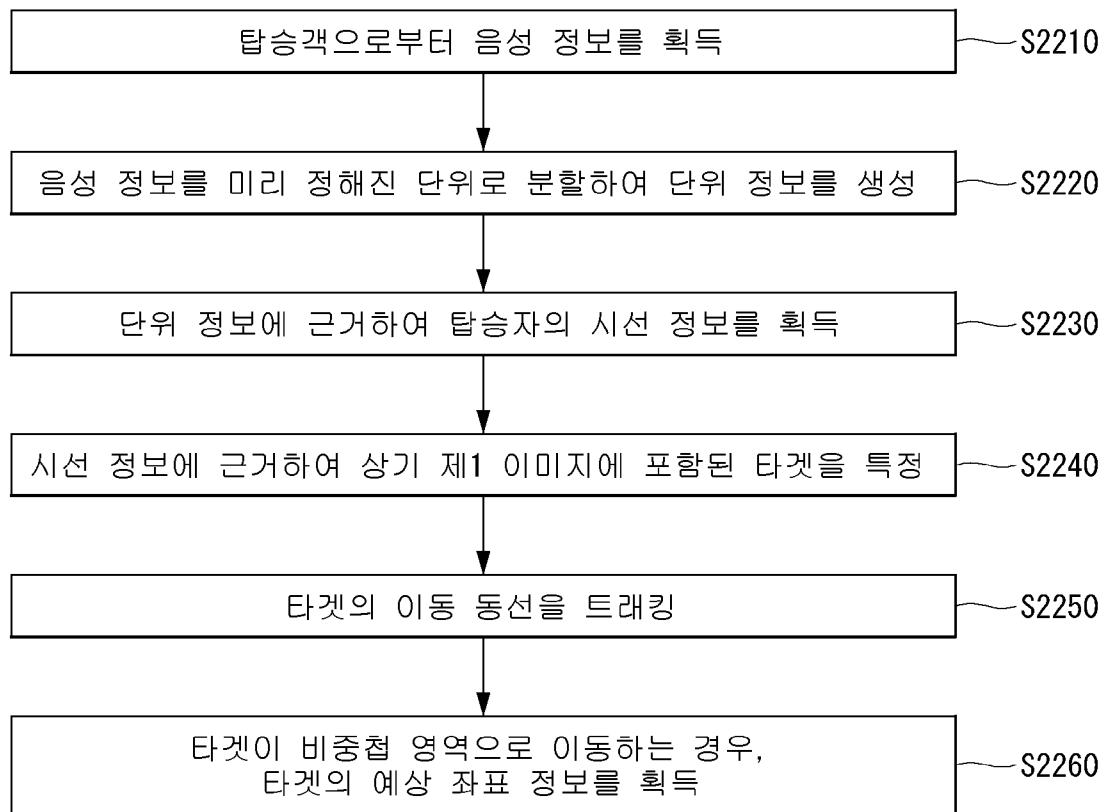 탑승객으로부터 음성 정보를 획득
S2210
음성 정보를 미리 정해진 단위로 분할하여 단위 정보를 생성
S2220
단위 정보에 근거하여 탑승자의 시선 정보를 획득
S2230
시선 정보에 근거하여 상기 제1 이미지에 포함된 타겟을 특정
S2240
타겟의 이동 동선을 트래킹
S2250
타겟이 비중첩 영역으로 이동하는 경우,
타겟의 예상 좌표 정보를 획득
S2260